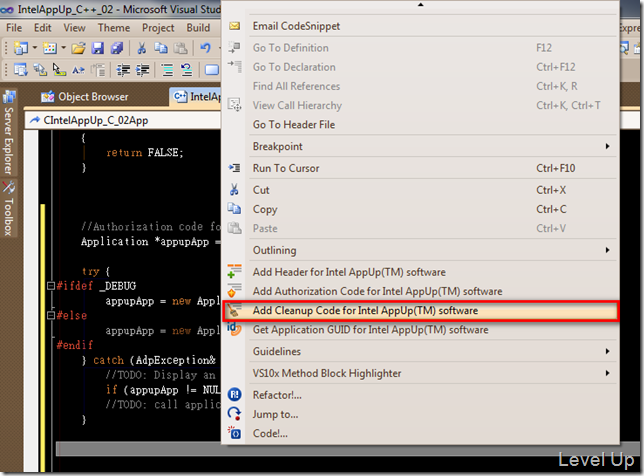 IntelAppUp_C++_02 - Microsoft Visual Stud
File Edit View Theme Project Build
Object Browser
IntelAp
Server Explorer
Toolbox
CIntelAppUp_C_02App
{
return FALSE;
}
//Authorization code fo
Application *appupApp =
try {
#ifdef _DEBUG
appupApp = new Appl
#else
appupApp = new Appl
#endif
} catch (AdpException&
//TODO: Display an
if (appupApp != NUL
//TODO: call applic
}
Email CodeSnippet
Go To Definition F12
Go To Declaration Ctrl+F12
Find All References Ctrl+K, R
View Call Hierarchy Ctrl+K, Ctrl+T
Go To Header File
Breakpoint
Run To Cursor Ctrl+F10
Cut Ctrl+X
Copy Ctrl+C
Paste Ctrl+V
Outlining
Add Header for Intel AppUp(TM) software
Add Authorization Code for Intel AppUp(TM) software
Add Cleanup Code for Intel AppUp(TM) software
Get Application GUID for Intel AppUp(TM) software
Guidelines
VS10x Method Block Highlighter
Refactor!...
Jump to...
Code!...
Expre
Level Up